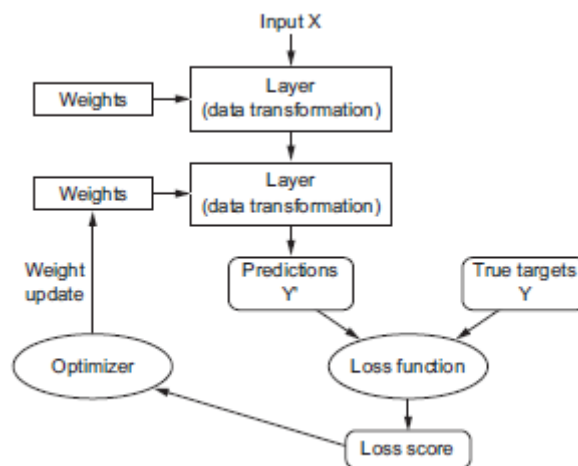 Input X
Weights
Layer
(data transformation)
Weights
Layer
(data transformation)
Weight
update
Predictions
Y'
True targets
Y
Optimizer
Loss function
Loss score